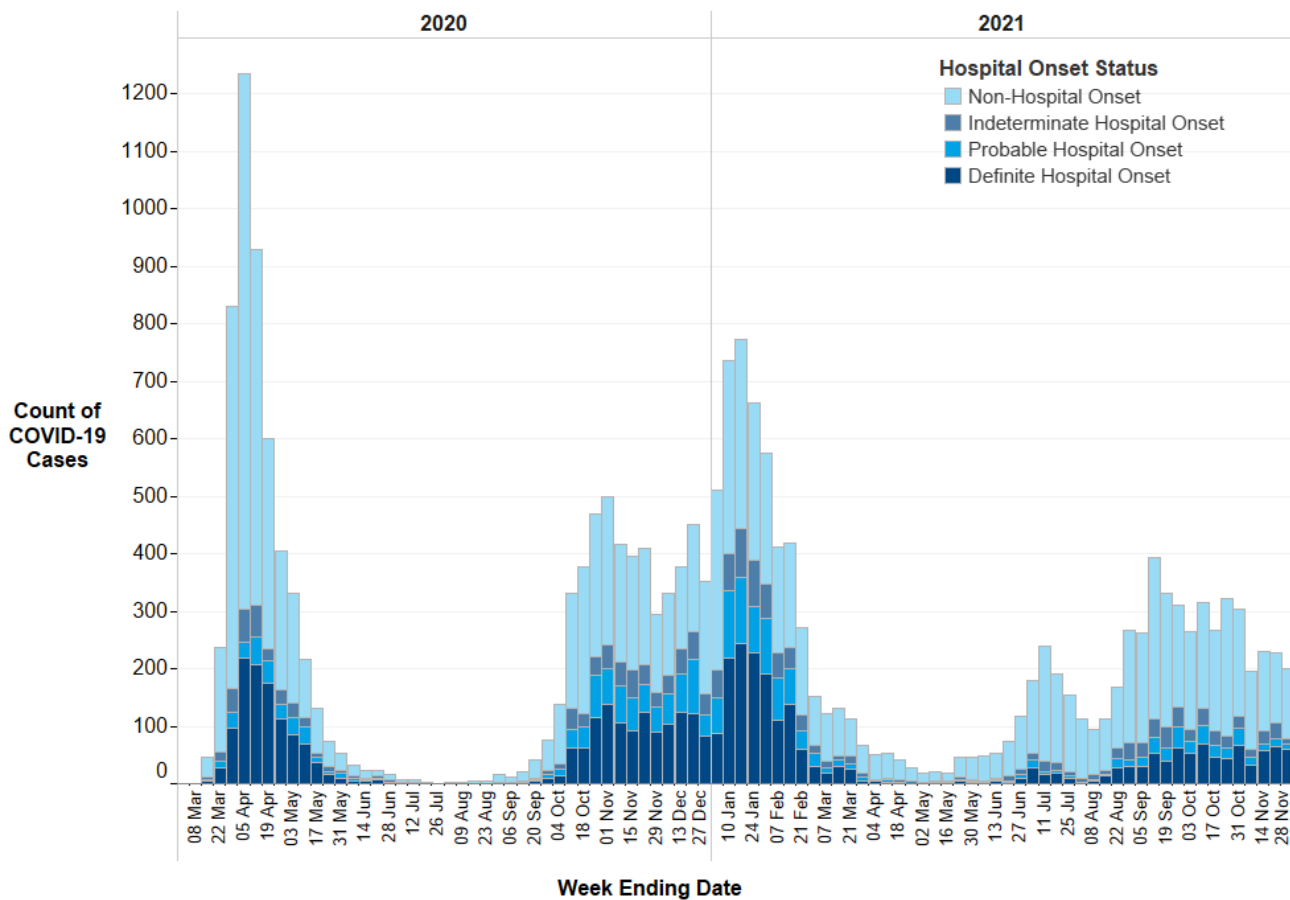 2020
2021
Hospital Onset Status
Non-Hospital Onset
Indeterminate Hospital Onset
Probable Hospital Onset
Definite Hospital Onset
1200
1100
1000
900
800
700
600
500
400
300
200
100
0
Count of
COVID-19
Cases
08 Mar
22 Mar
05 Apr
19 Apr
03 May
17 May
31 May
14 Jun
28 Jun
12 Jul
26 Jul
09 Aug
23 Aug
06 Sep
20 Sep
04 Oct
18 Oct
01 Nov
15 Nov
29 Nov
13 Dec
27 Dec
10 Jan
24 Jan
07 Feb
21 Feb
07 Mar
21 Mar
04 Apr
18 Apr
02 May
16 May
30 May
13 Jun
27 Jun
11 Jul
25 Jul
08 Aug
22 Aug
05 Sep
19 Sep
03 Oct
17 Oct
31 Oct
14 Nov
28 Nov
Week Ending Date